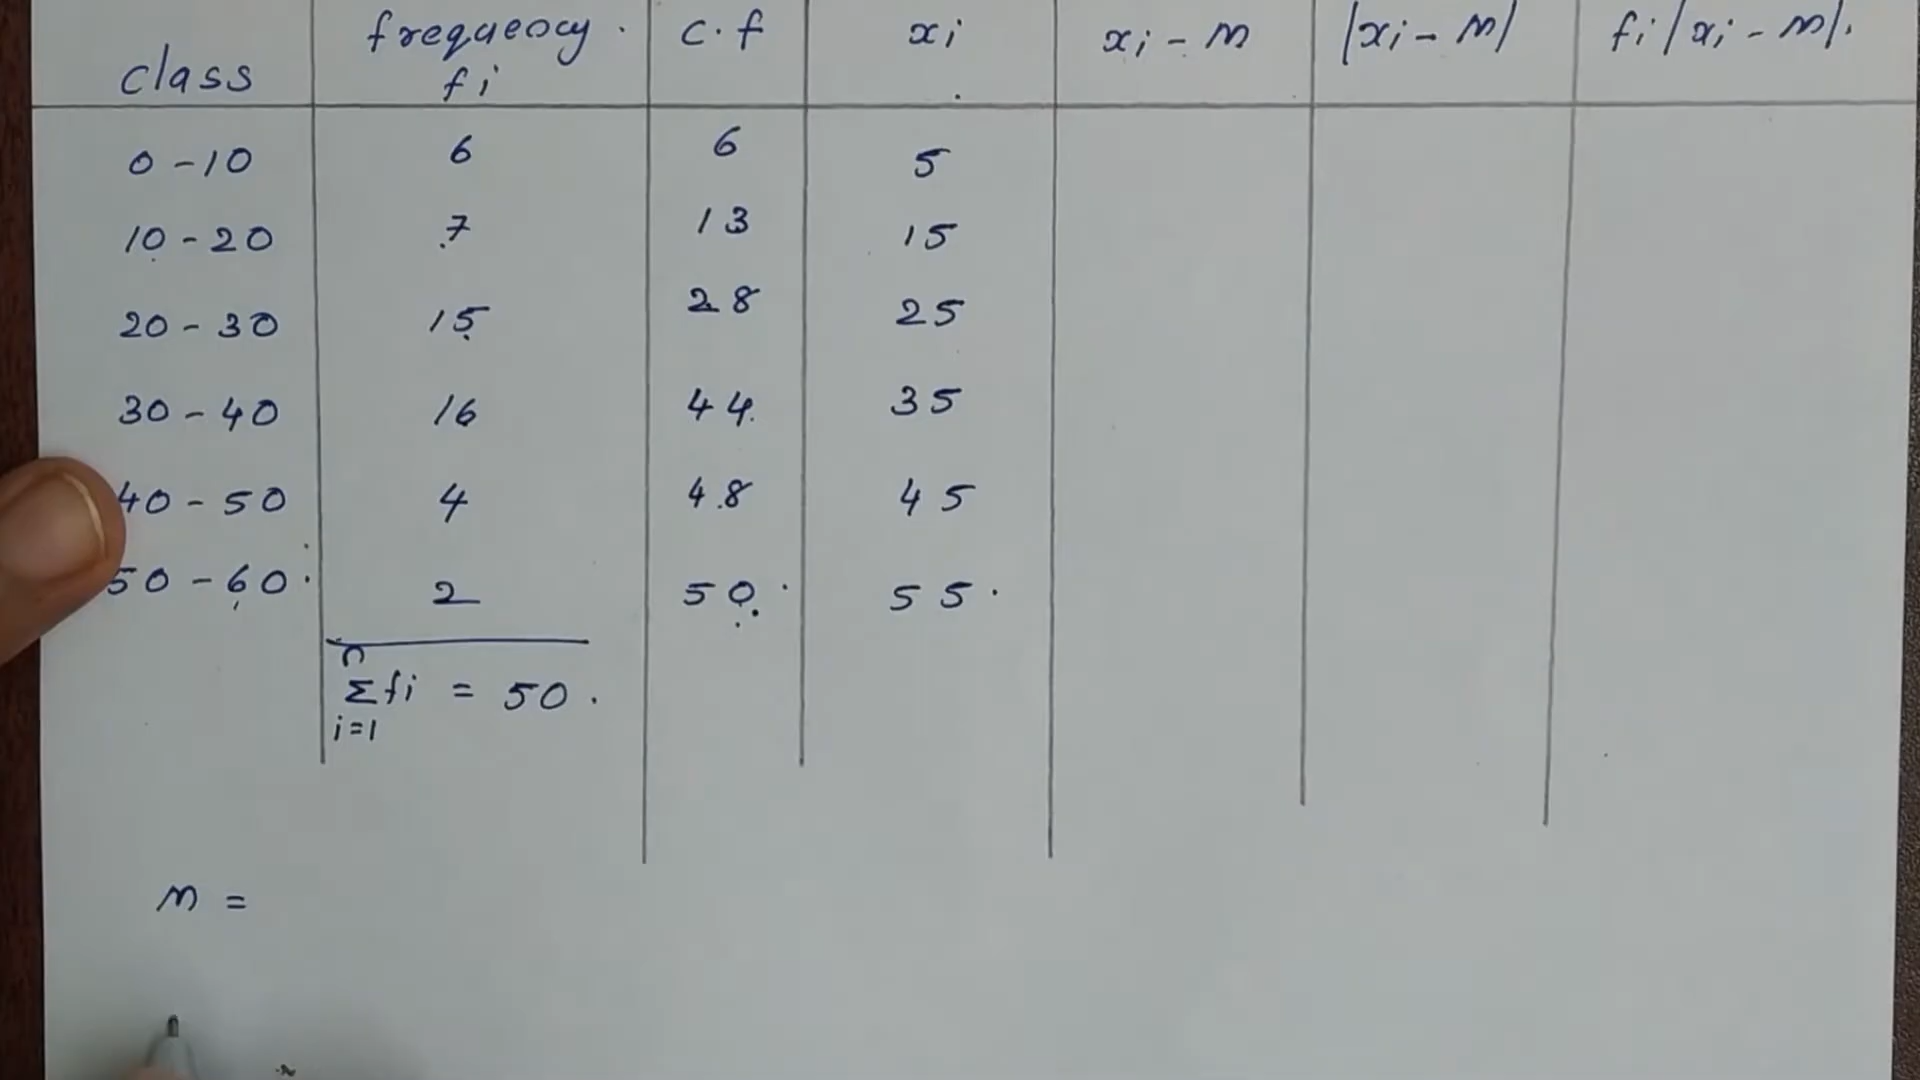 class frequency fi c.f xi xi - M |xi - M| fi|xi - M|.
0 - 10 6 6 5
10 - 20 7 13 15
20 - 30 15 28 25
30 - 40 16 44 35
40 - 50 4 48 45
50 - 60 2 50 55
n
Σfi = 50.
i=1
M =